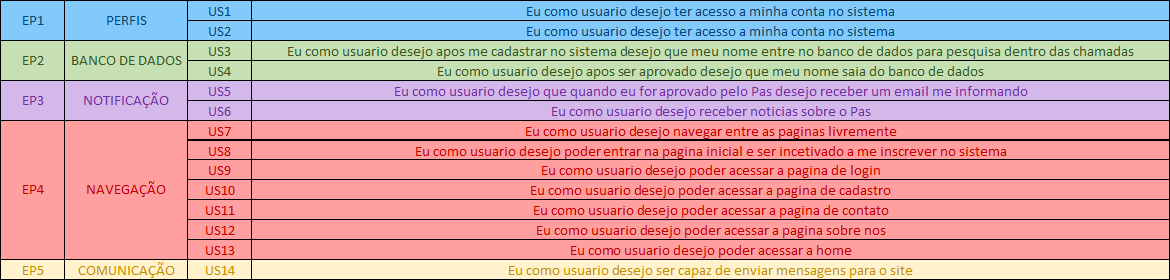 EP1 PERFIS US1 Eu como usuario desejo ter acesso a minha conta no sistema
US2 Eu como usuario desejo ter acesso a minha conta no sistema
EP2 BANCO DE DADOS US3 Eu como usuario desejo apos me cadastrar no sistema desejo que meu nome entre no banco de dados para pesquisa dentro das chamadas
US4 Eu como usuario desejo apos ser aprovado desejo que meu nome saia do banco de dados
EP3 NOTIFICAÇÃO US5 Eu como usuario desejo que quando eu for aprovado pelo Pas desejo receber um email me informando
US6 Eu como usuario desejo receber noticias sobre o Pas
EP4 NAVEGAÇÃO US7 Eu como usuario desejo navegar entre as paginas livremente
US8 Eu como usuario desejo poder entrar na pagina inicial e ser incetivado a me inscrever no sistema
US9 Eu como usuario desejo poder acessar a pagina de login
US10 Eu como usuario desejo poder acessar a pagina de cadastro
US11 Eu como usuario desejo poder acessar a pagina de contato
US12 Eu como usuario desejo poder acessar a pagina sobre nos
US13 Eu como usuario desejo poder acessar a home
EP5 COMUNICAÇÃO US14 Eu como usuario desejo ser capaz de enviar mensagens para o site